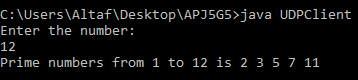 C:\Users\Altaf\Desktop\APJ5G5>java UDPClient
Enter the number:
12
Prime numbers from 1 to 12 is 2 3 5 7 11